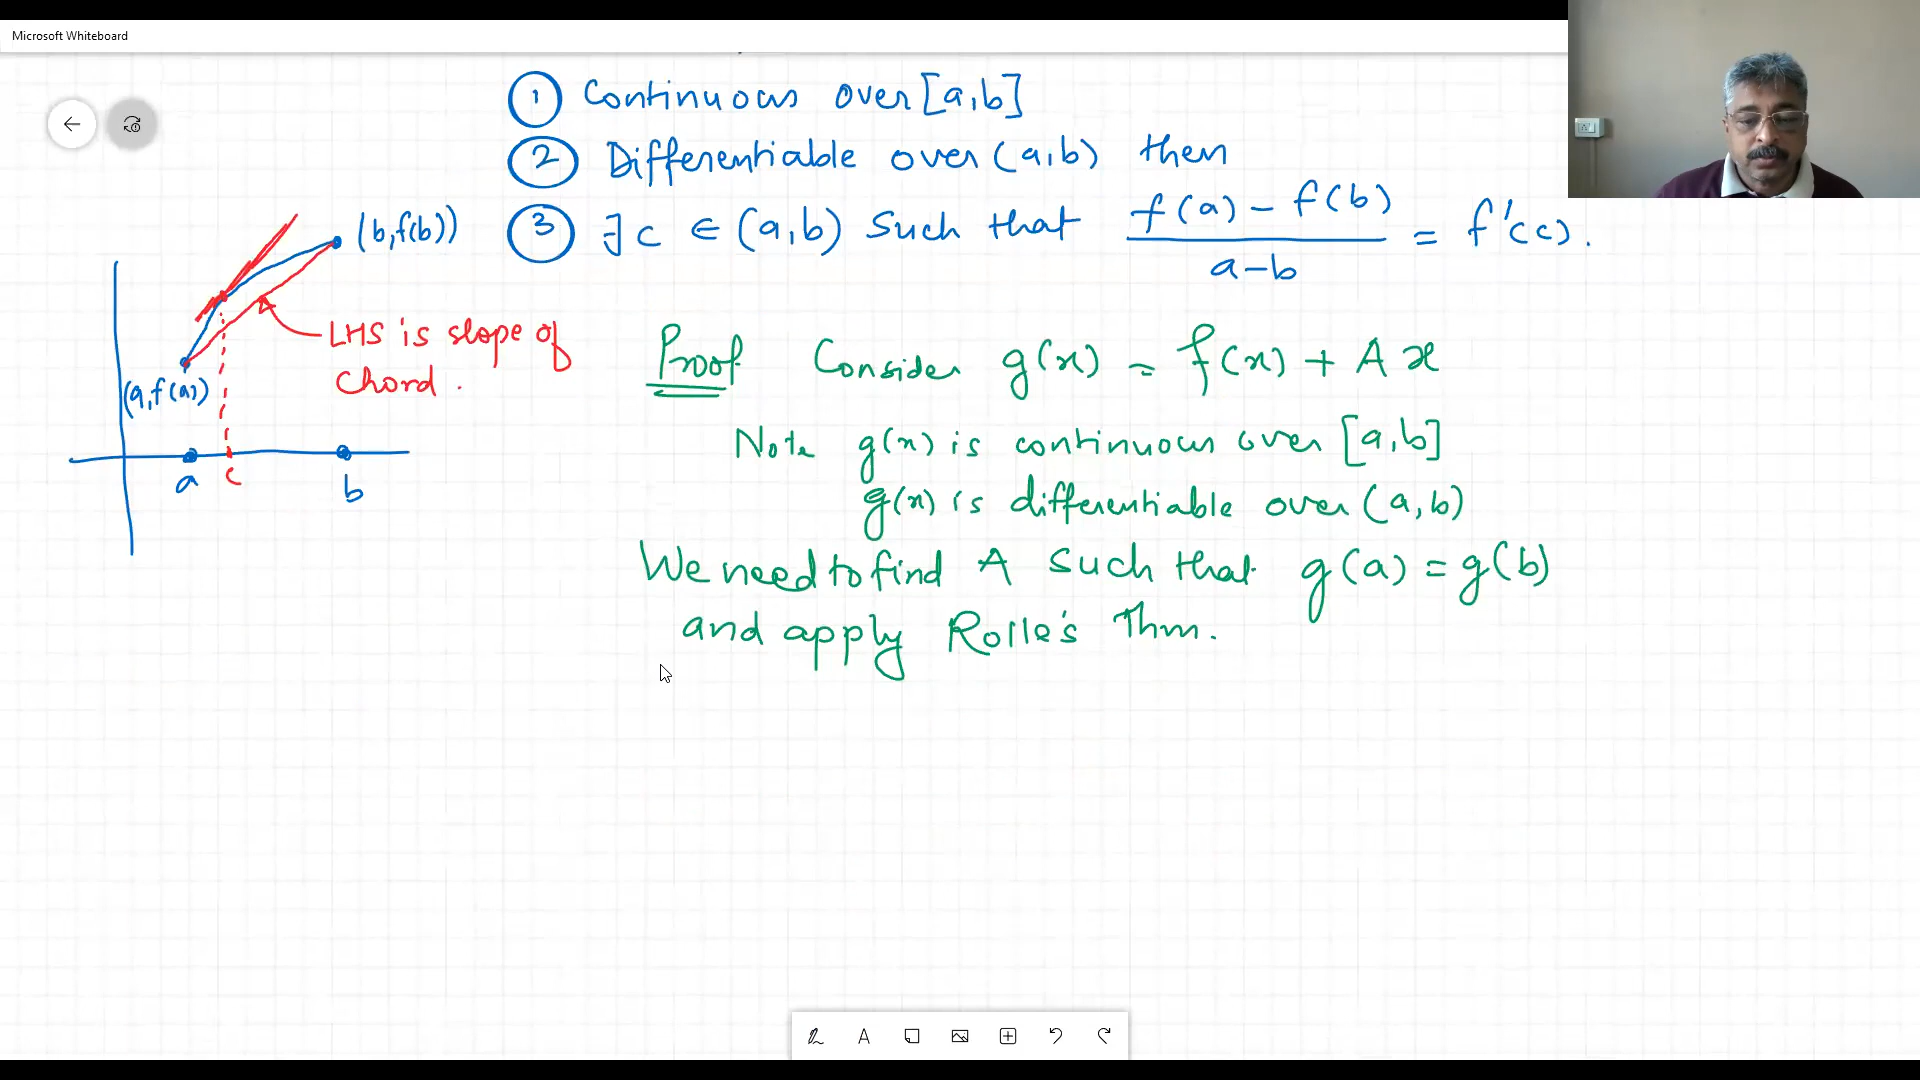 Microsoft Whiteboard
① Continuous over [a,b]
② Differentiable over (a,b) then
③ ∃ c ∈ (a,b) such that (f(a) - f(b))/(a-b) = f'(c).
(b,f(b))
LHS is slope of
chord.
(a,f(a))
a
c
b
Proof Consider g(x) = f(x) + Ax
Note g(x) is continuous over [a,b]
g(x) is differentiable over (a,b)
We need to find A such that g(a) = g(b)
and apply Rolle's Thm.